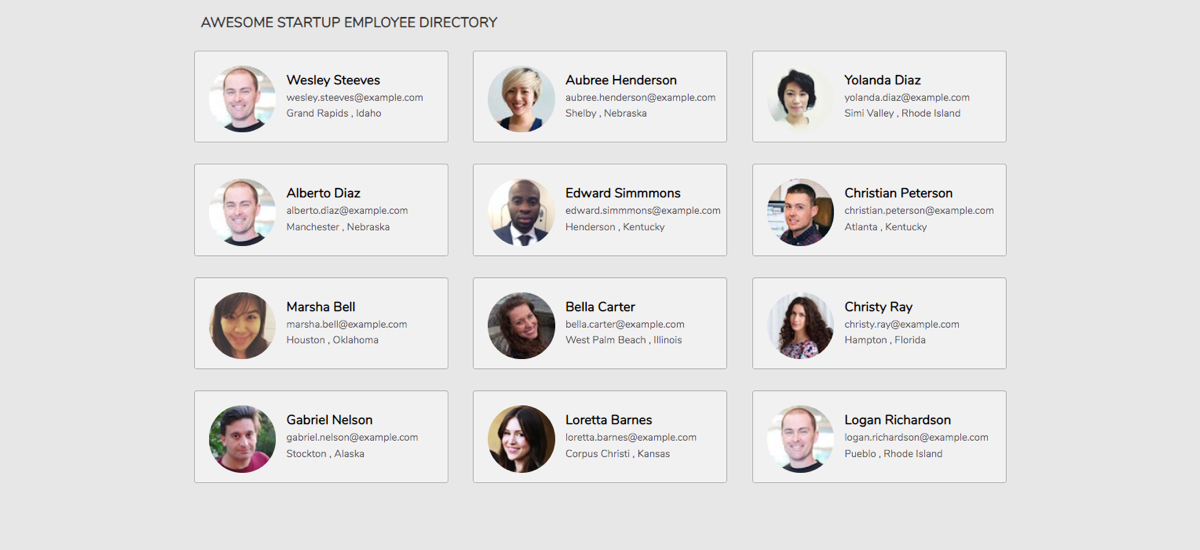 AWESOME STARTUP EMPLOYEE DIRECTORY
Wesley Steeves
wesley.steeves@example.com
Grand Rapids , Idaho
Aubree Henderson
aubree.henderson@example.com
Shelby , Nebraska
Yolanda Diaz
yolanda.diaz@example.com
Simi Valley , Rhode Island
Alberto Diaz
alberto.diaz@example.com
Manchester , Nebraska
Edward Simmmons
edward.simmmons@example.com
Henderson , Kentucky
Christian Peterson
christian.peterson@example.com
Atlanta , Kentucky
Marsha Bell
marsha.bell@example.com
Houston , Oklahoma
Bella Carter
bella.carter@example.com
West Palm Beach , Illinois
Christy Ray
christy.ray@example.com
Hampton , Florida
Gabriel Nelson
gabriel.nelson@example.com
Stockton , Alaska
Loretta Barnes
loretta.barnes@example.com
Corpus Christi , Kansas
Logan Richardson
logan.richardson@example.com
Pueblo , Rhode Island